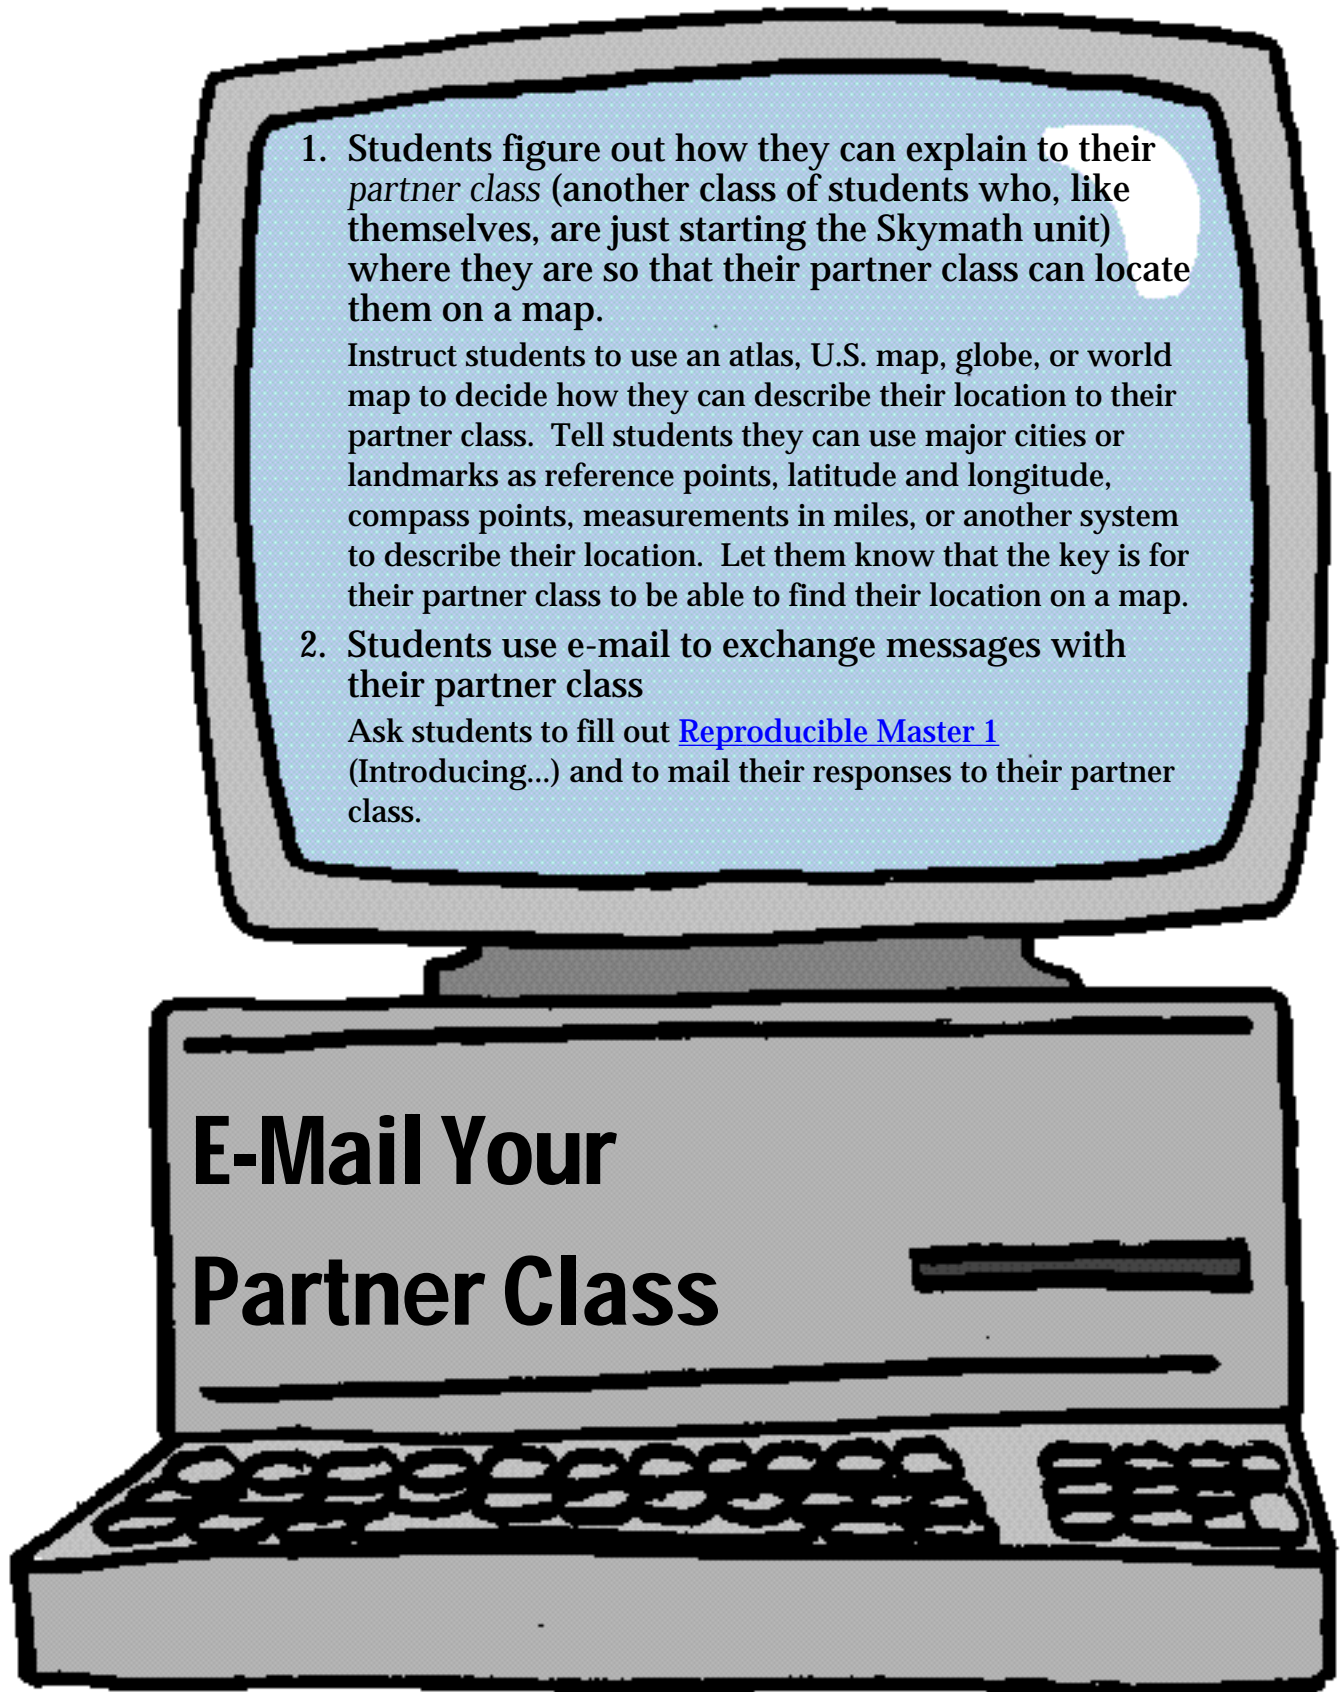 1. Students figure out how they can explain to their
partner class (another class of students who, like
themselves, are just starting the Skymath unit)
where they are so that their partner class can locate
them on a map.
Instruct students to use an atlas, U.S. map, globe, or world
map to decide how they can describe their location to their
partner class. Tell students they can use major cities or
landmarks as reference points, latitude and longitude,
compass points, measurements in miles, or another system
to describe their location. Let them know that the key is for
their partner class to be able to find their location on a map.
2. Students use e-mail to exchange messages with
their partner class
Ask students to fill out Reproducible Master 1
(Introducing...) and to mail their responses to their partner
class.
E-Mail Your
Partner Class